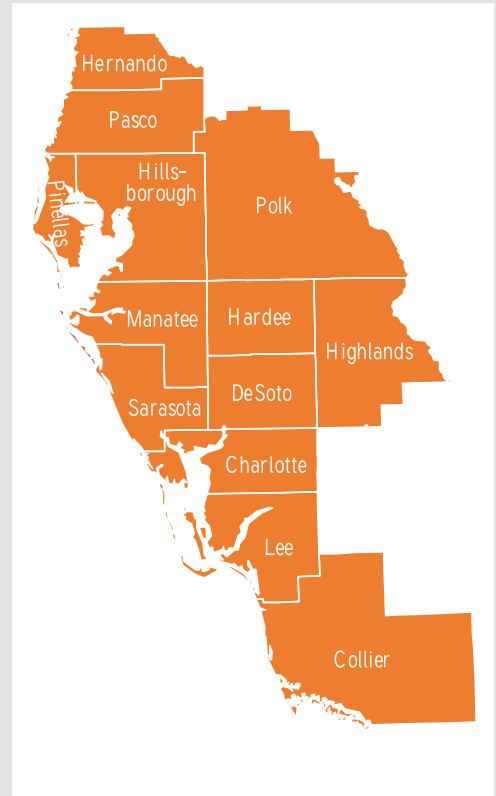 Hernando
Pasco
Hills-
borough
Pinellas
Polk
Manatee
Hardee
Highlands
DeSoto
Sarasota
Charlotte
Lee
Collier